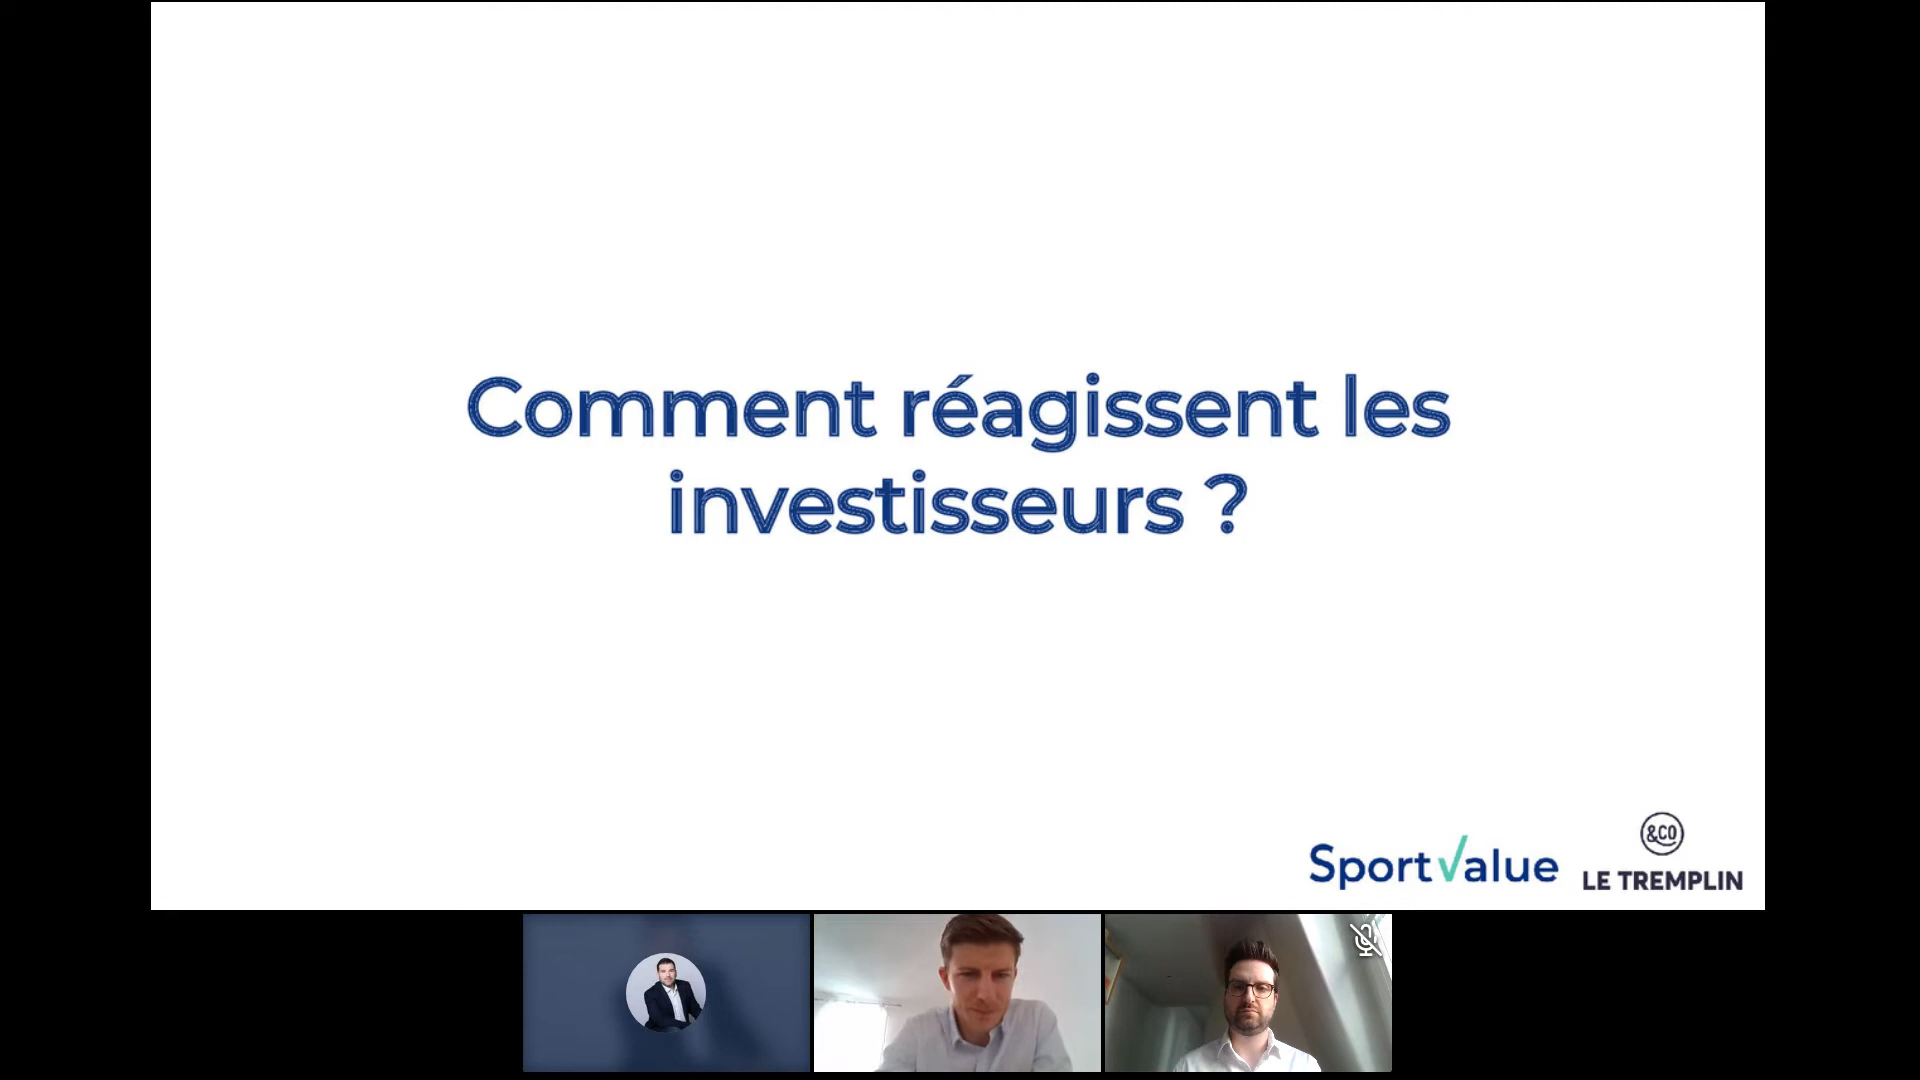 Comment réagissent les
investisseurs ?
SportValue
&CO
LE TREMPLIN